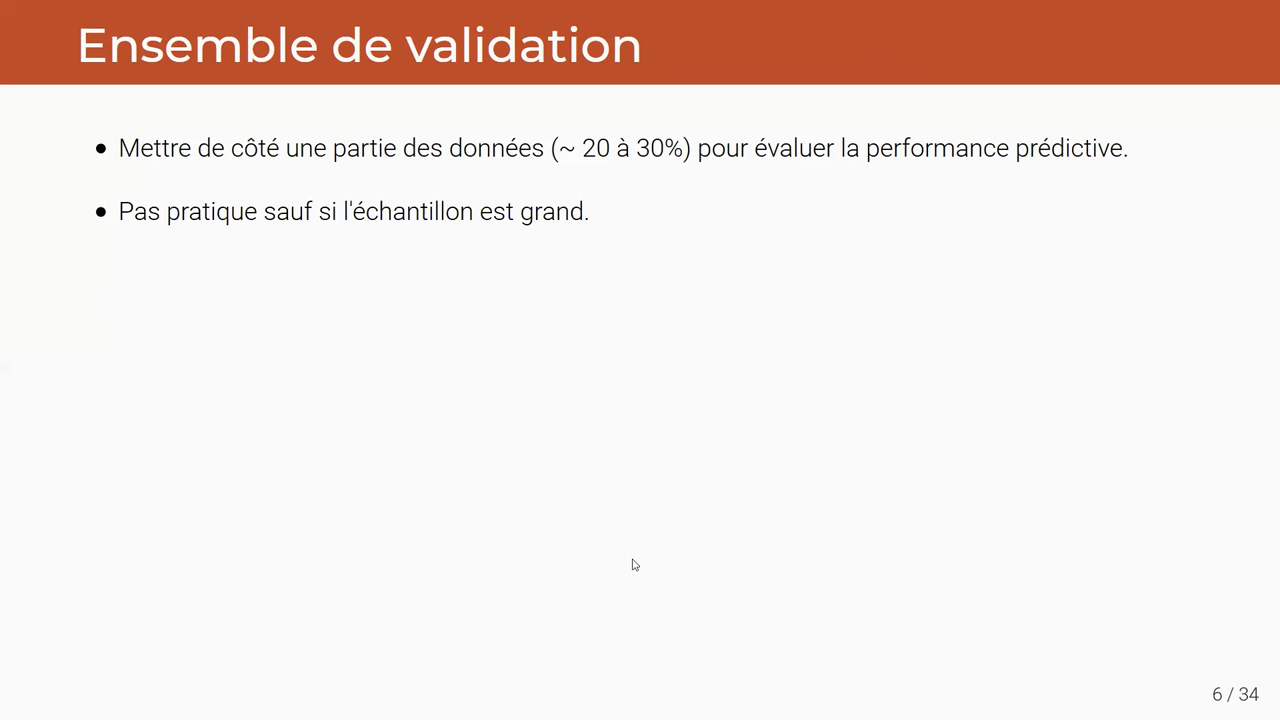 Ensemble de validation
• Mettre de côté une partie des données (~ 20 à 30%) pour évaluer la performance prédictive.
• Pas pratique sauf si l'échantillon est grand.
6 / 34